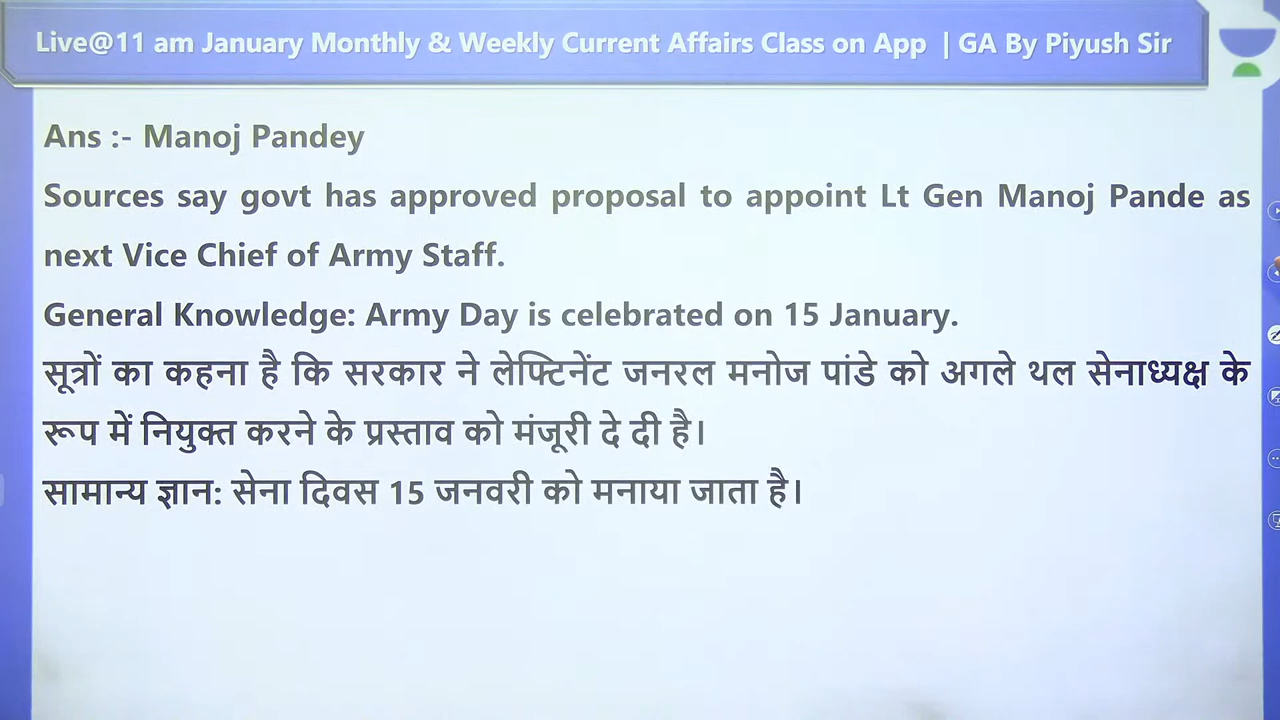 Live@11 am January Monthly & Weekly Current Affairs Class on App | GA By Piyush Sir
Ans :- Manoj Pandey
Sources say govt has approved proposal to appoint Lt Gen Manoj Pande as
next Vice Chief of Army Staff.
General Knowledge: Army Day is celebrated on 15 January.
सूत्रों का कहना है कि सरकार ने लेफ्टिनेंट जनरल मनोज पांडे को अगले थल सेनाध्यक्ष के
रूप में नियुक्त करने के प्रस्ताव को मंजूरी दे दी है।
सामान्य ज्ञान: सेना दिवस 15 जनवरी को मनाया जाता है।